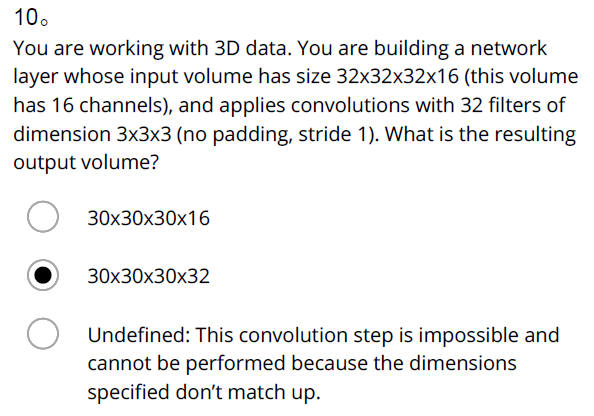 10。
You are working with 3D data. You are building a network
layer whose input volume has size 32x32x32x16 (this volume
has 16 channels), and applies convolutions with 32 filters of
dimension 3x3x3 (no padding, stride 1). What is the resulting
output volume?
30x30x30x16
30x30x30x32
Undefined: This convolution step is impossible and
cannot be performed because the dimensions
specified don’t match up.